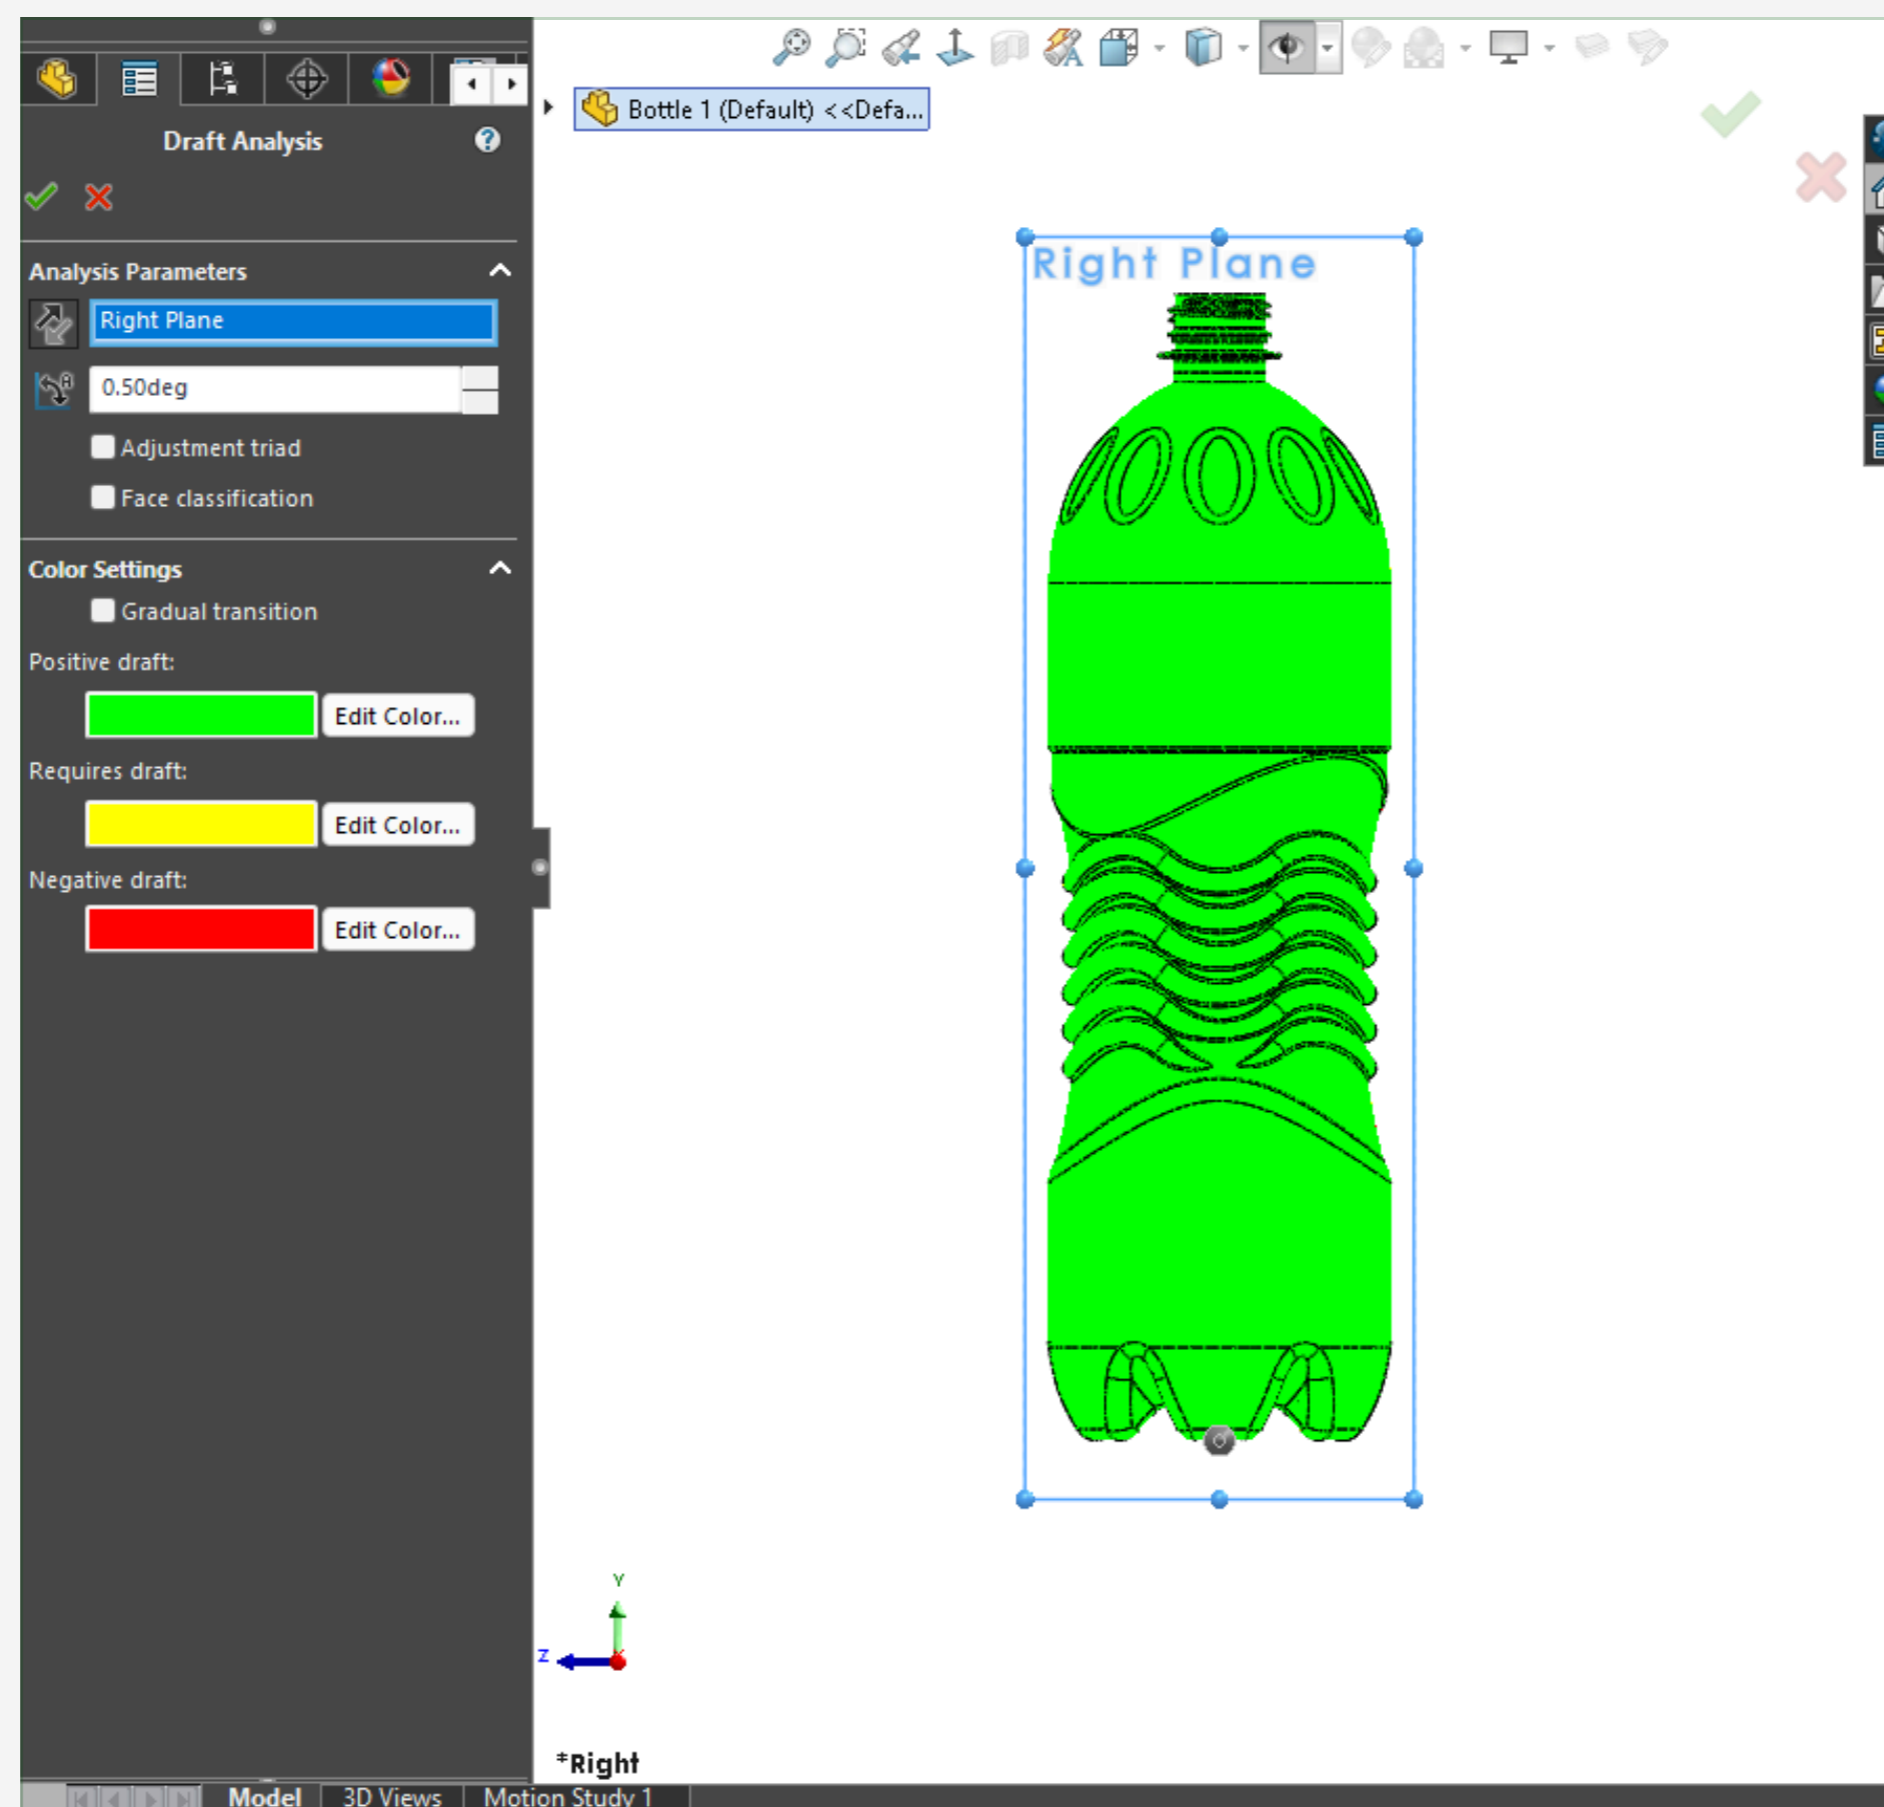 Bottle 1 (Default) <<Defa...
Draft Analysis
Analysis Parameters
Right Plane
0.50deg
Adjustment triad
Face classification
Color Settings
Gradual transition
Positive draft:
Edit Color...
Requires draft:
Edit Color...
Negative draft:
Edit Color...
Right Plane
Y
Z
*Right
Model
3D Views
Motion Study 1